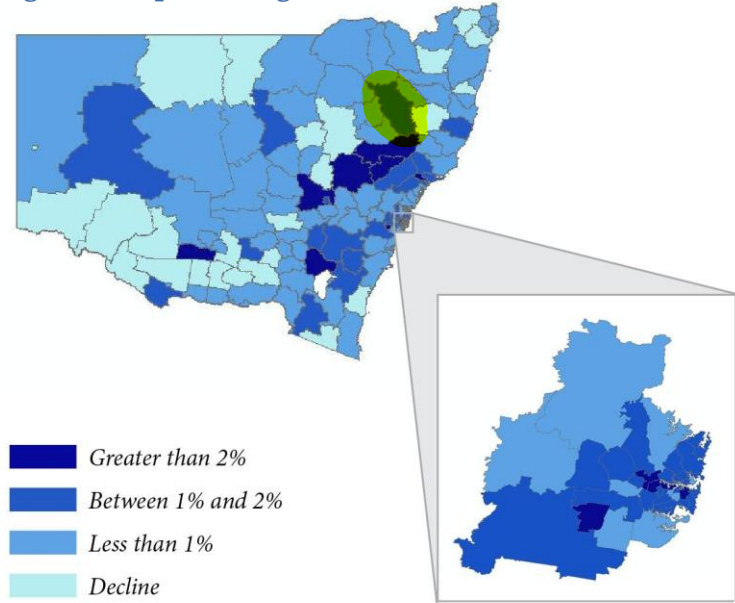 Greater than 2%
Between 1% and 2%
Less than 1%
Decline